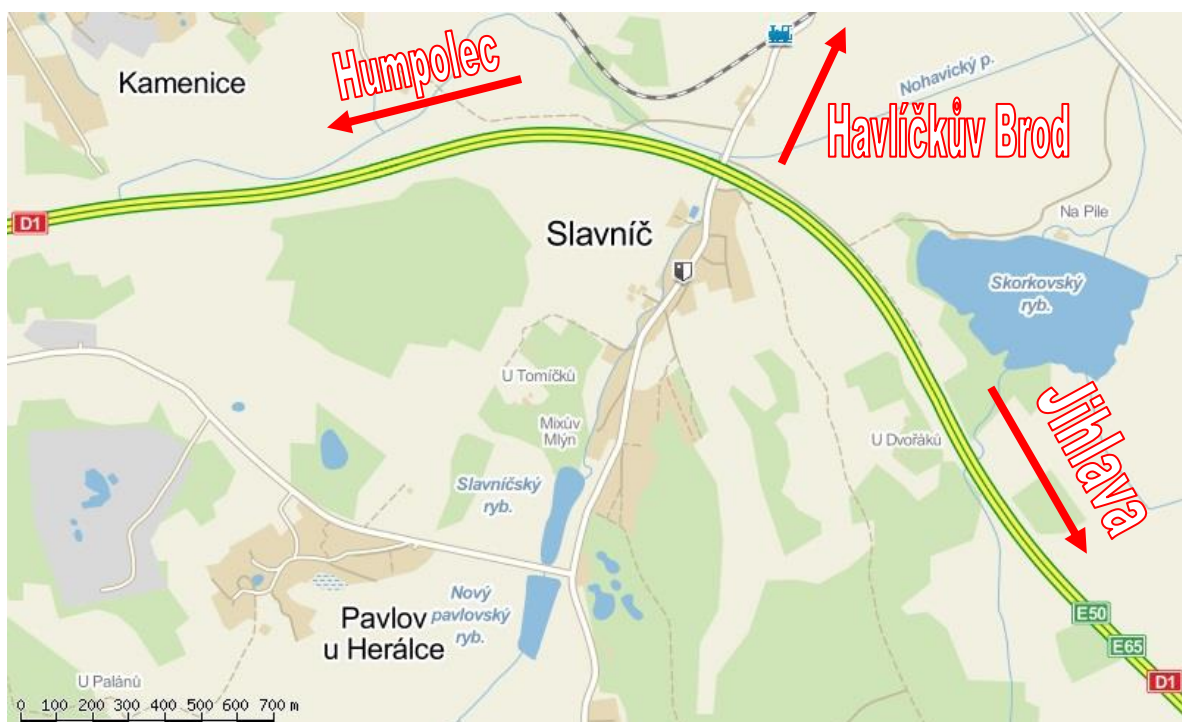 Kamenice
Humpolec
Nohavický p.
Havlíčkův Brod
D1
Slavníč
Na Pile
Skorkovský
ryb.
U Tomíčků
Mixův
Mlýn
U Dvořáků
Jihlava
Slavníčský
ryb.
Nový
pavlovský
ryb.
Pavlov
u Herálce
E50
E65
D1
U Palánů
0 100 200 300 400 500 600 700 m